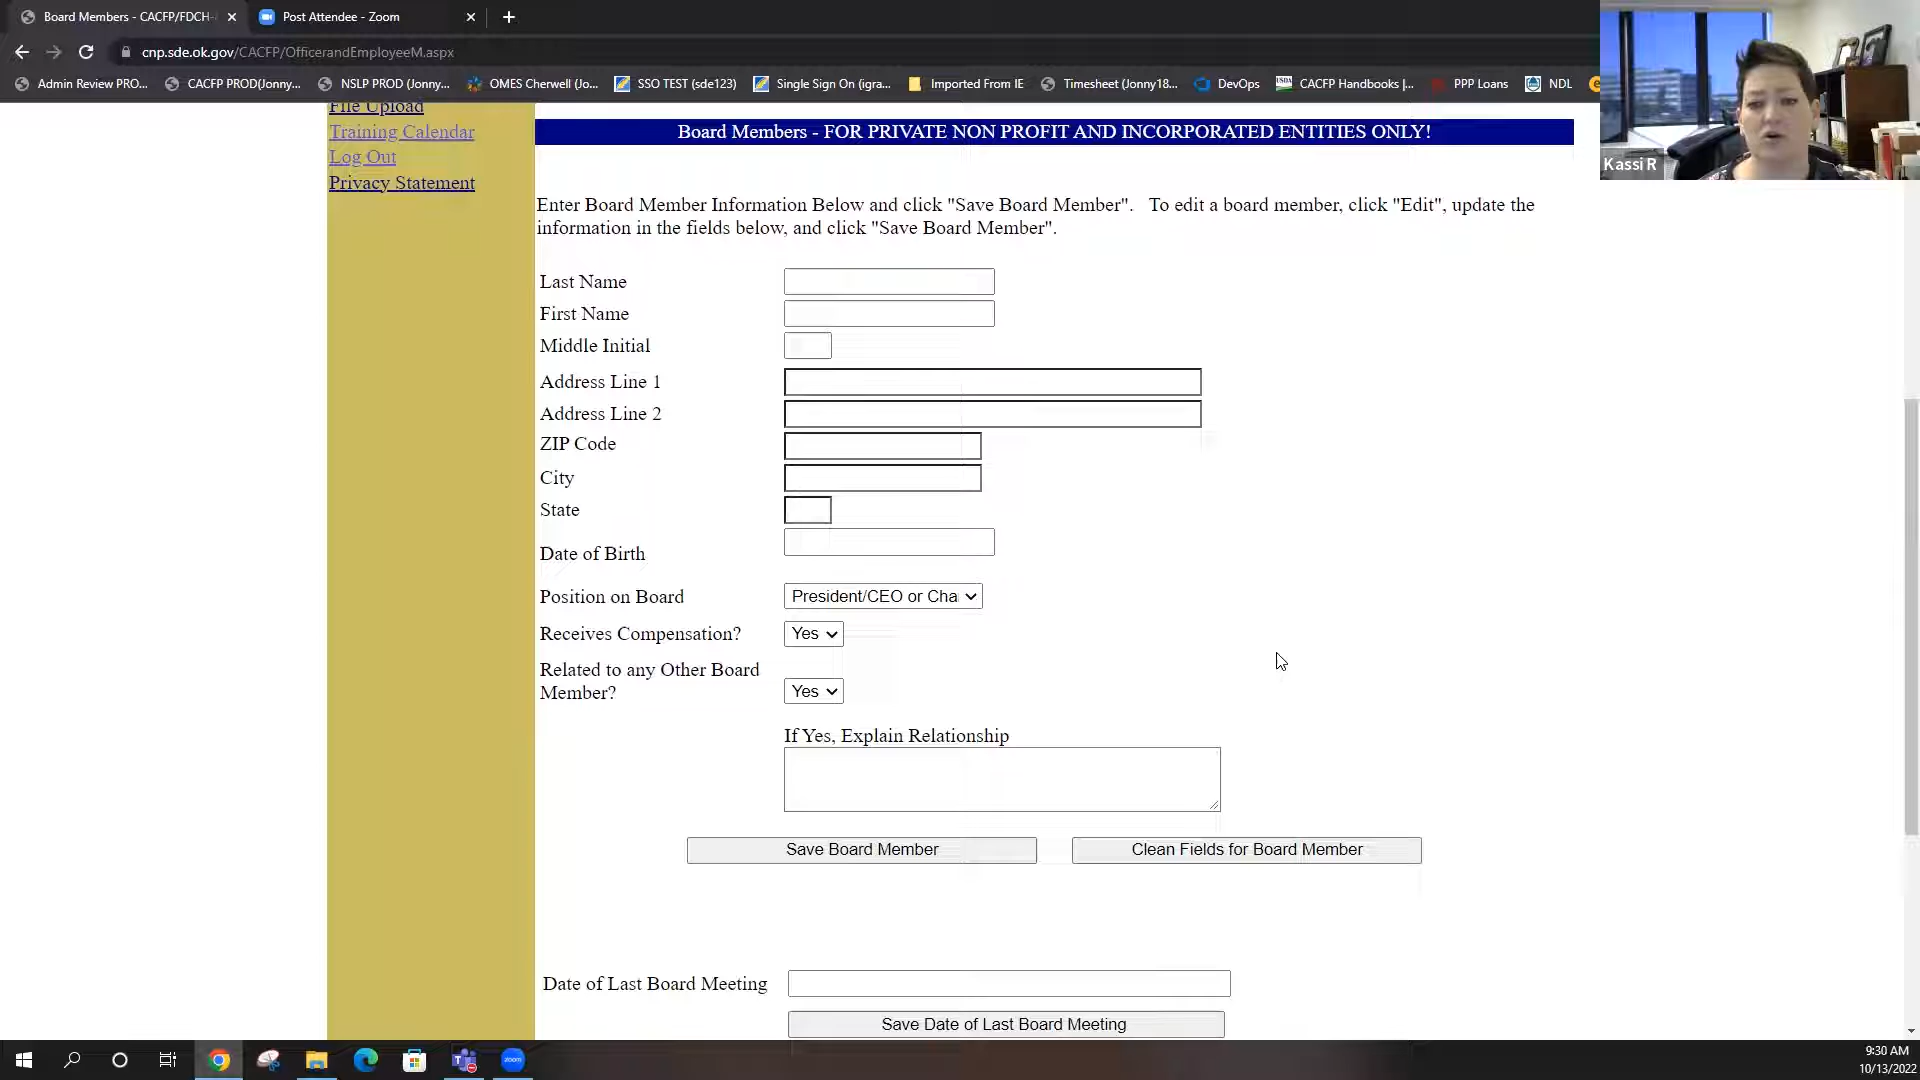 Board Members - CACFP/FDCH-
Post Attendee - Zoom
cnp.sde.ok.gov/CACFP/OfficerandEmployeeM.aspx
Admin Review PRO...
CACFP PROD(Jonny...
NSLP PROD (Jonny...
OMES Cherwell (Jo...
SSO TEST (sde123)
Single Sign On (igra...
Imported From IE
Timesheet (Jonny18...
DevOps
CACFP Handbooks |...
PPP Loans
NDL
Kassi R
File Upload
Training Calendar
Log Out
Privacy Statement
Board Members - FOR PRIVATE NON PROFIT AND INCORPORATED ENTITIES ONLY!
Enter Board Member Information Below and click "Save Board Member". To edit a board member, click "Edit", update the
information in the fields below, and click "Save Board Member".
Last Name
First Name
Middle Initial
Address Line 1
Address Line 2
ZIP Code
City
State
Date of Birth
Position on Board President/CEO or Cha
Receives Compensation? Yes
Related to any Other Board
Member? Yes
If Yes, Explain Relationship
Save Board Member Clean Fields for Board Member
Date of Last Board Meeting
Save Date of Last Board Meeting
zoom
9:30 AM
10/13/2022